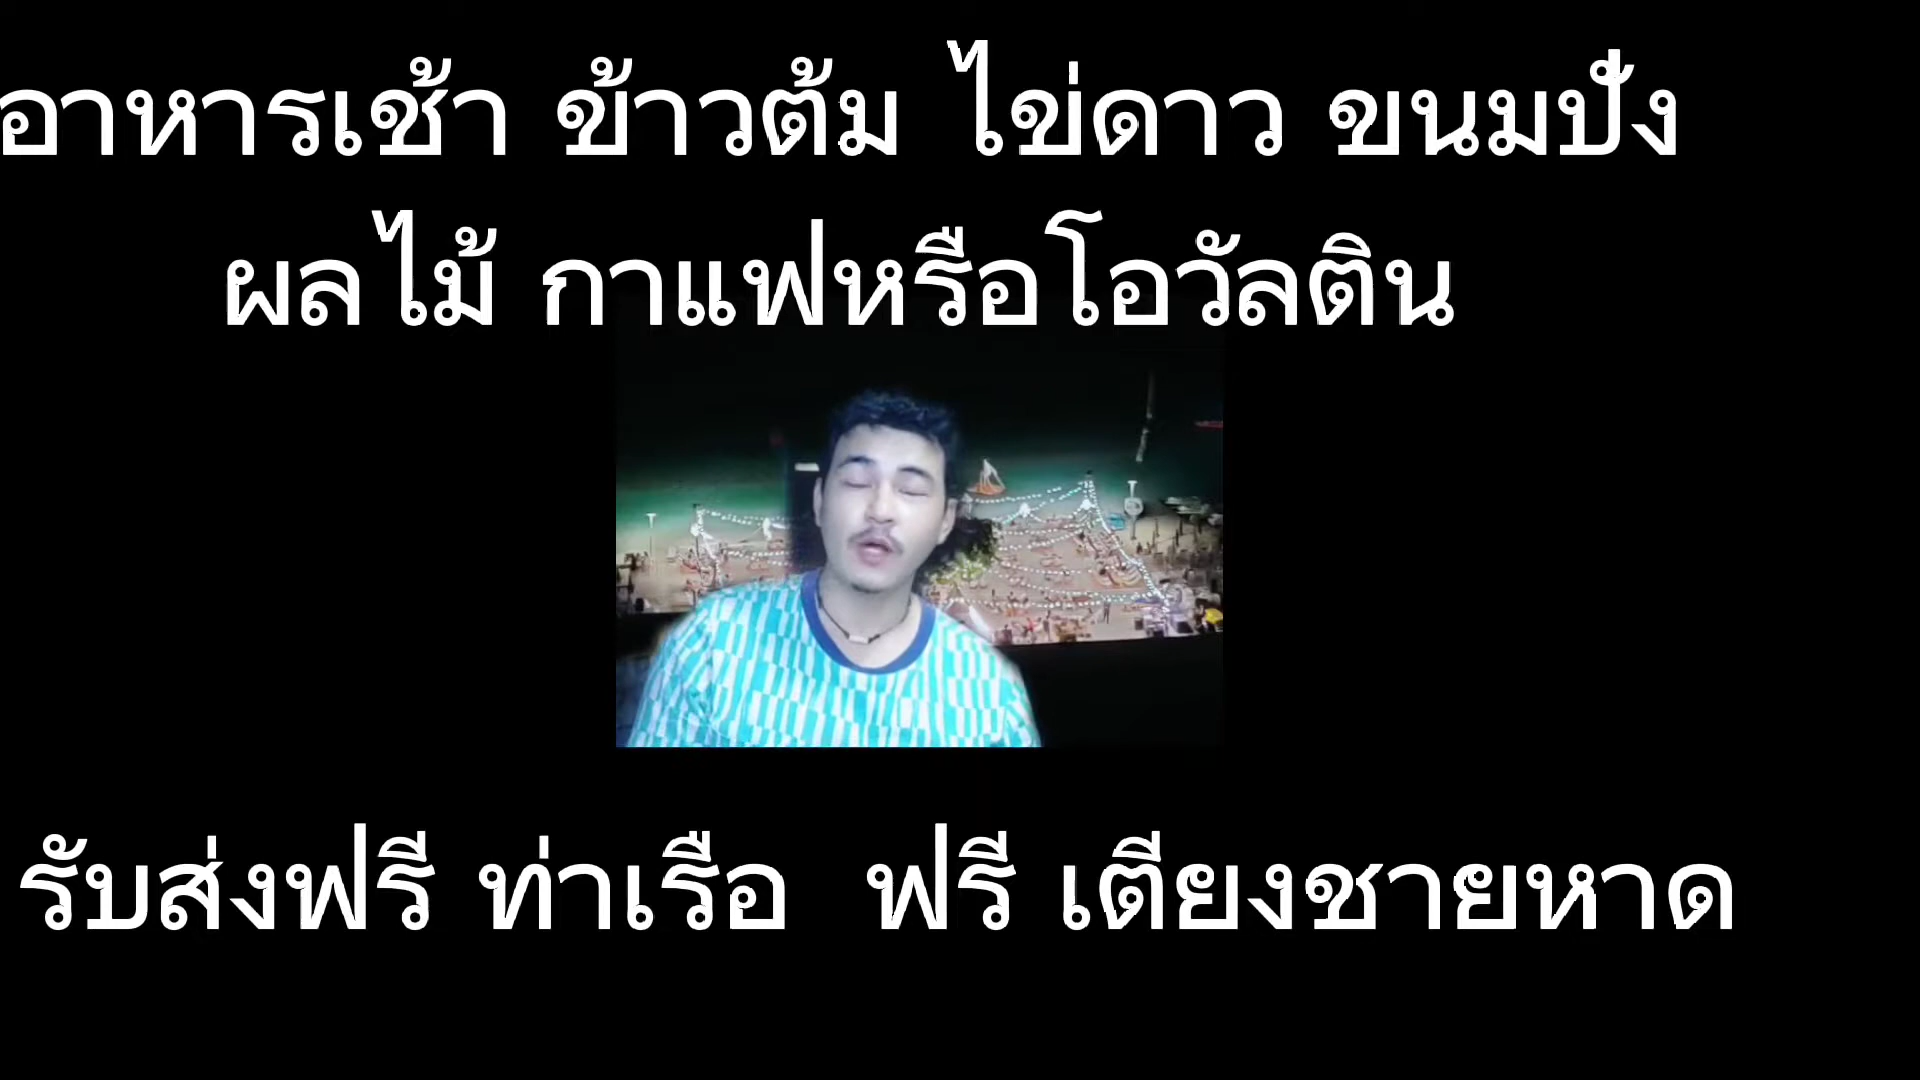 อาหารเช้า ข้าวต้ม ไข่ดาว ขนมปัง
ผลไม้ กาแฟหรือโอวัลติน
รับส่งฟรี ท่าเรือ ฟรี เตียงชายหาด